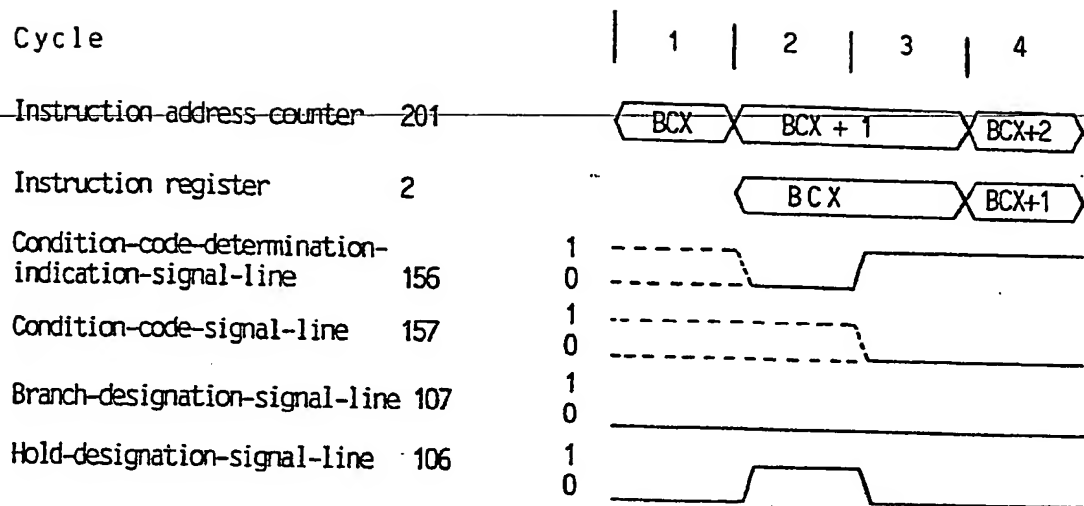 Cycle 1 2 3 4
Instruction address counter 201 BCX BCX + 1 BCX+2
Instruction register 2 BCX BCX+1
Condition-code-determination-
indication-signal-line 156 1 0
Condition-code-signal-line 157 1 0
Branch-designation-signal-line 107 1 0
Hold-designation-signal-line 106 1 0